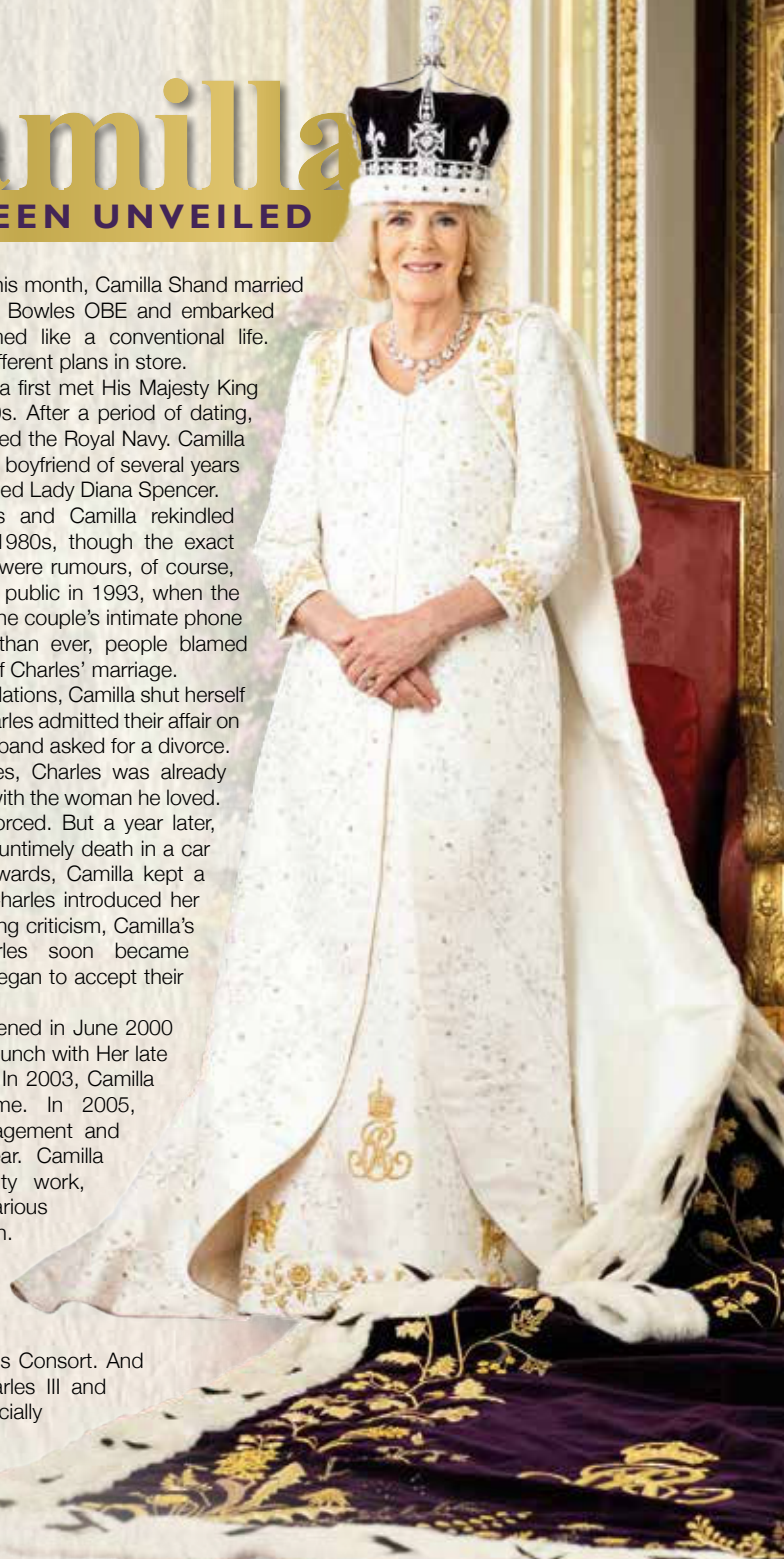 amilla
EEN UNVEILED
his month, Camilla Shand married
Bowles OBE and embarked
ned like a conventional life.
fferent plans in store.
a first met His Majesty King
0s. After a period of dating,
ed the Royal Navy. Camilla
boyfriend of several years
ed Lady Diana Spencer.
s and Camilla rekindled
1980s, though the exact
were rumours, of course,
public in 1993, when the
he couple's intimate phone
than ever, people blamed
f Charles' marriage.
lations, Camilla shut herself
arles admitted their affair on
band asked for a divorce.
es, Charles was already
with the woman he loved.
orced. But a year later,
untimely death in a car
wards, Camilla kept a
Charles introduced her
ng criticism, Camilla's
rles soon became
egan to accept their
ened in June 2000
unch with Her late
In 2003, Camilla
me. In 2005,
agement and
ar. Camilla
ty work,
arious
n.
s Consort. And
arles III and
cially